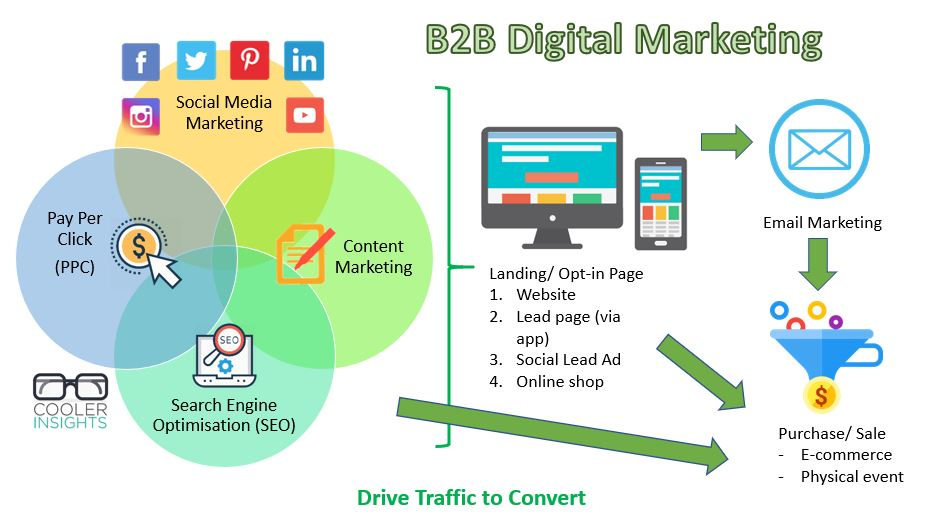 B2B Digital Marketing
Social Media
Marketing
Pay Per
Click
(PPC)
Content
Marketing
SEO
Search Engine
Optimisation (SEO)
COOLER
INSIGHTS
Landing/ Opt-in Page
1. Website
2. Lead page (via
app)
3. Social Lead Ad
4. Online shop
Email Marketing
Purchase/ Sale
- E-commerce
- Physical event
Drive Traffic to Convert